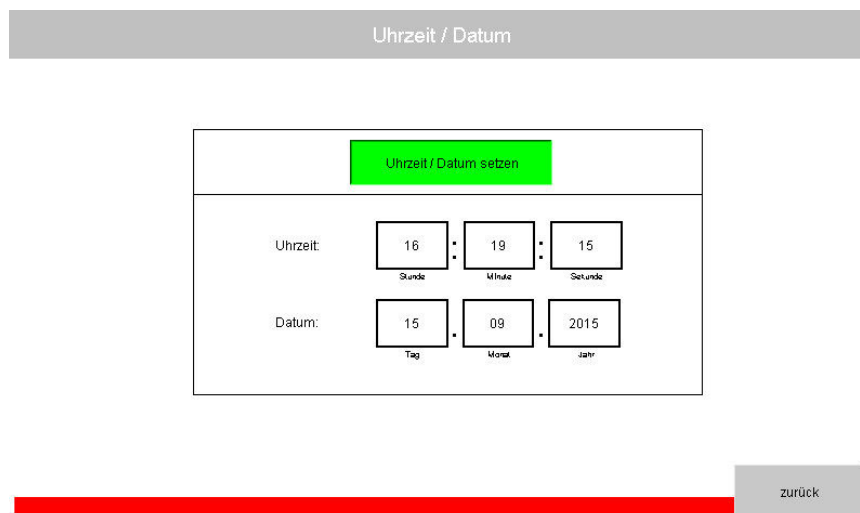 Uhrzeit / Datum
Uhrzeit / Datum setzen
Uhrzeit: 16 : 19 : 15
Stunde Minute Sekunde
Datum: 15 . 09 . 2015
Tag Monat Jahr
zurück